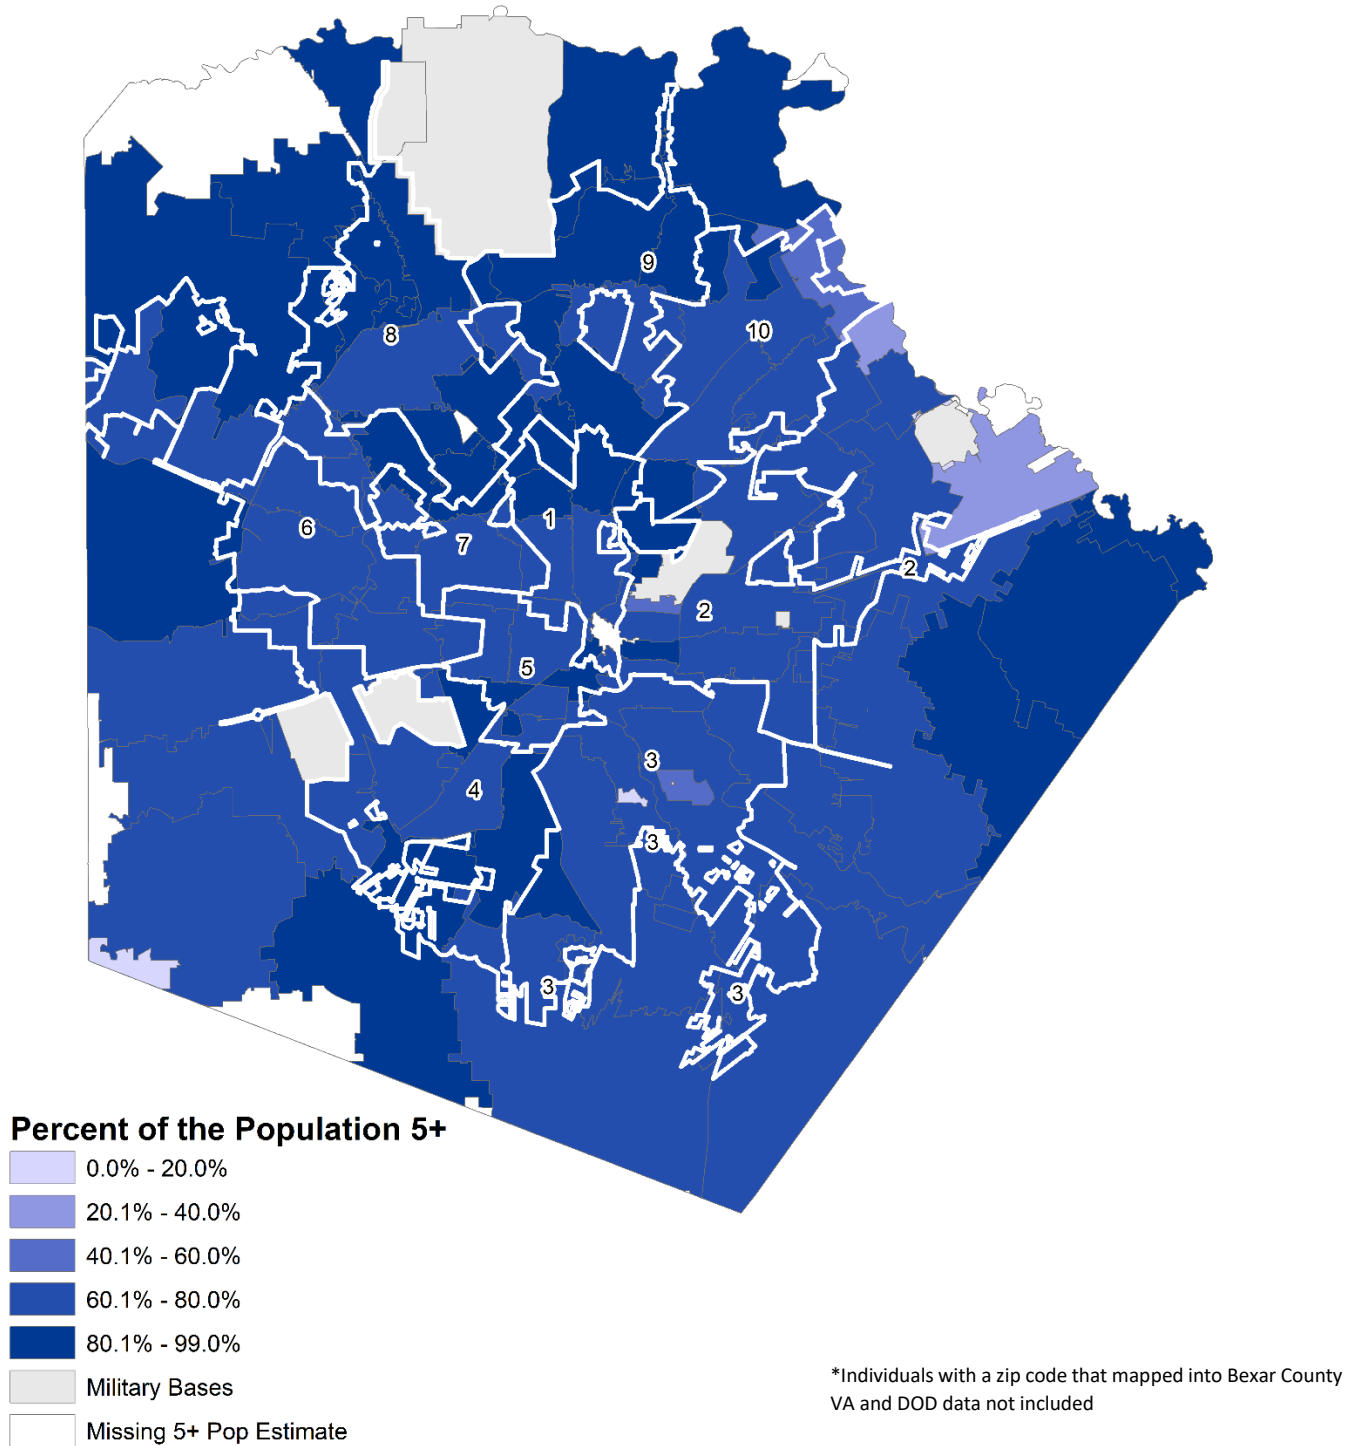 9
10
8
1
6
7
2
2
5
3
4
3
3
3
Percent of the Population 5+
0.0% - 20.0%
20.1% - 40.0%
40.1% - 60.0%
60.1% - 80.0%
80.1% - 99.0%
Military Bases
Missing 5+ Pop Estimate
*Individuals with a zip code that mapped into Bexar County
VA and DOD data not included